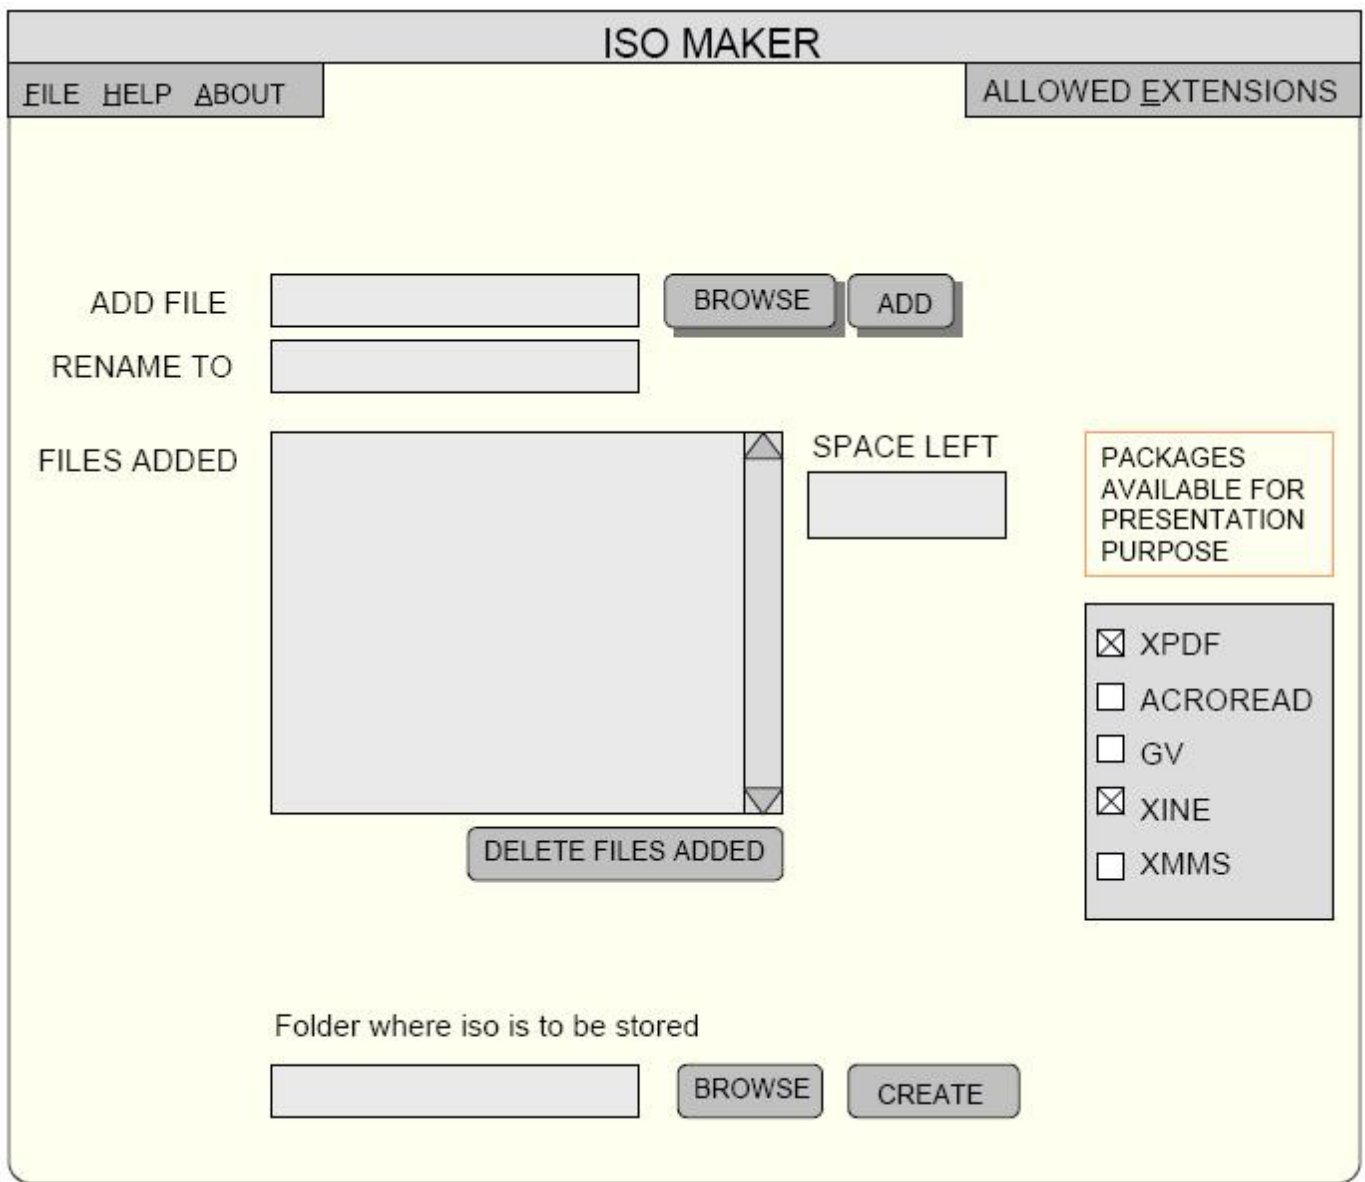 ISO MAKER
FILE HELP ABOUT
ALLOWED EXTENSIONS
ADD FILE
BROWSE
ADD
RENAME TO
FILES ADDED
SPACE LEFT
PACKAGES
AVAILABLE FOR
PRESENTATION
PURPOSE
XPDF
ACROREAD
GV
XINE
XMMS
DELETE FILES ADDED
Folder where iso is to be stored
BROWSE
CREATE